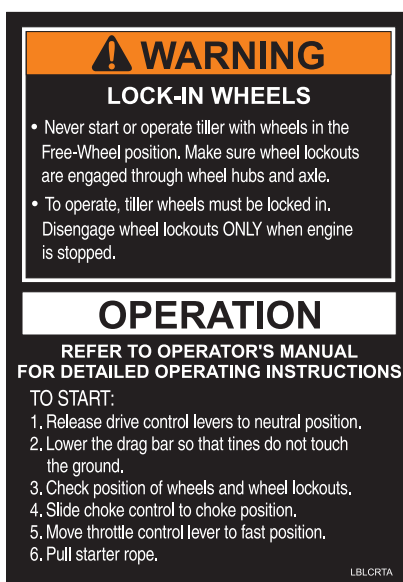 WARNING
LOCK-IN WHEELS
• Never start or operate tiller with wheels in the
Free-Wheel position. Make sure wheel lockouts
are engaged through wheel hubs and axle.
• To operate, tiller wheels must be locked in.
Disengage wheel lockouts ONLY when engine
is stopped.
OPERATION
REFER TO OPERATOR'S MANUAL
FOR DETAILED OPERATING INSTRUCTIONS
TO START:
1. Release drive control levers to neutral position.
2. Lower the drag bar so that tines do not touch
the ground.
3. Check position of wheels and wheel lockouts.
4. Slide choke control to choke position.
5. Move throttle control lever to fast position.
6. Pull starter rope.
LBLCRTA